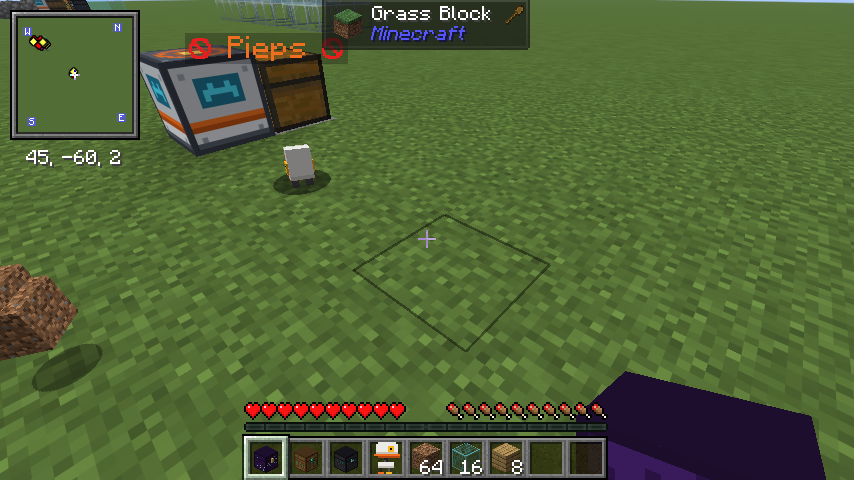 Grass Block
Minecraft
Pieps
W
N
S
E
45, -60, 2
64
16
8